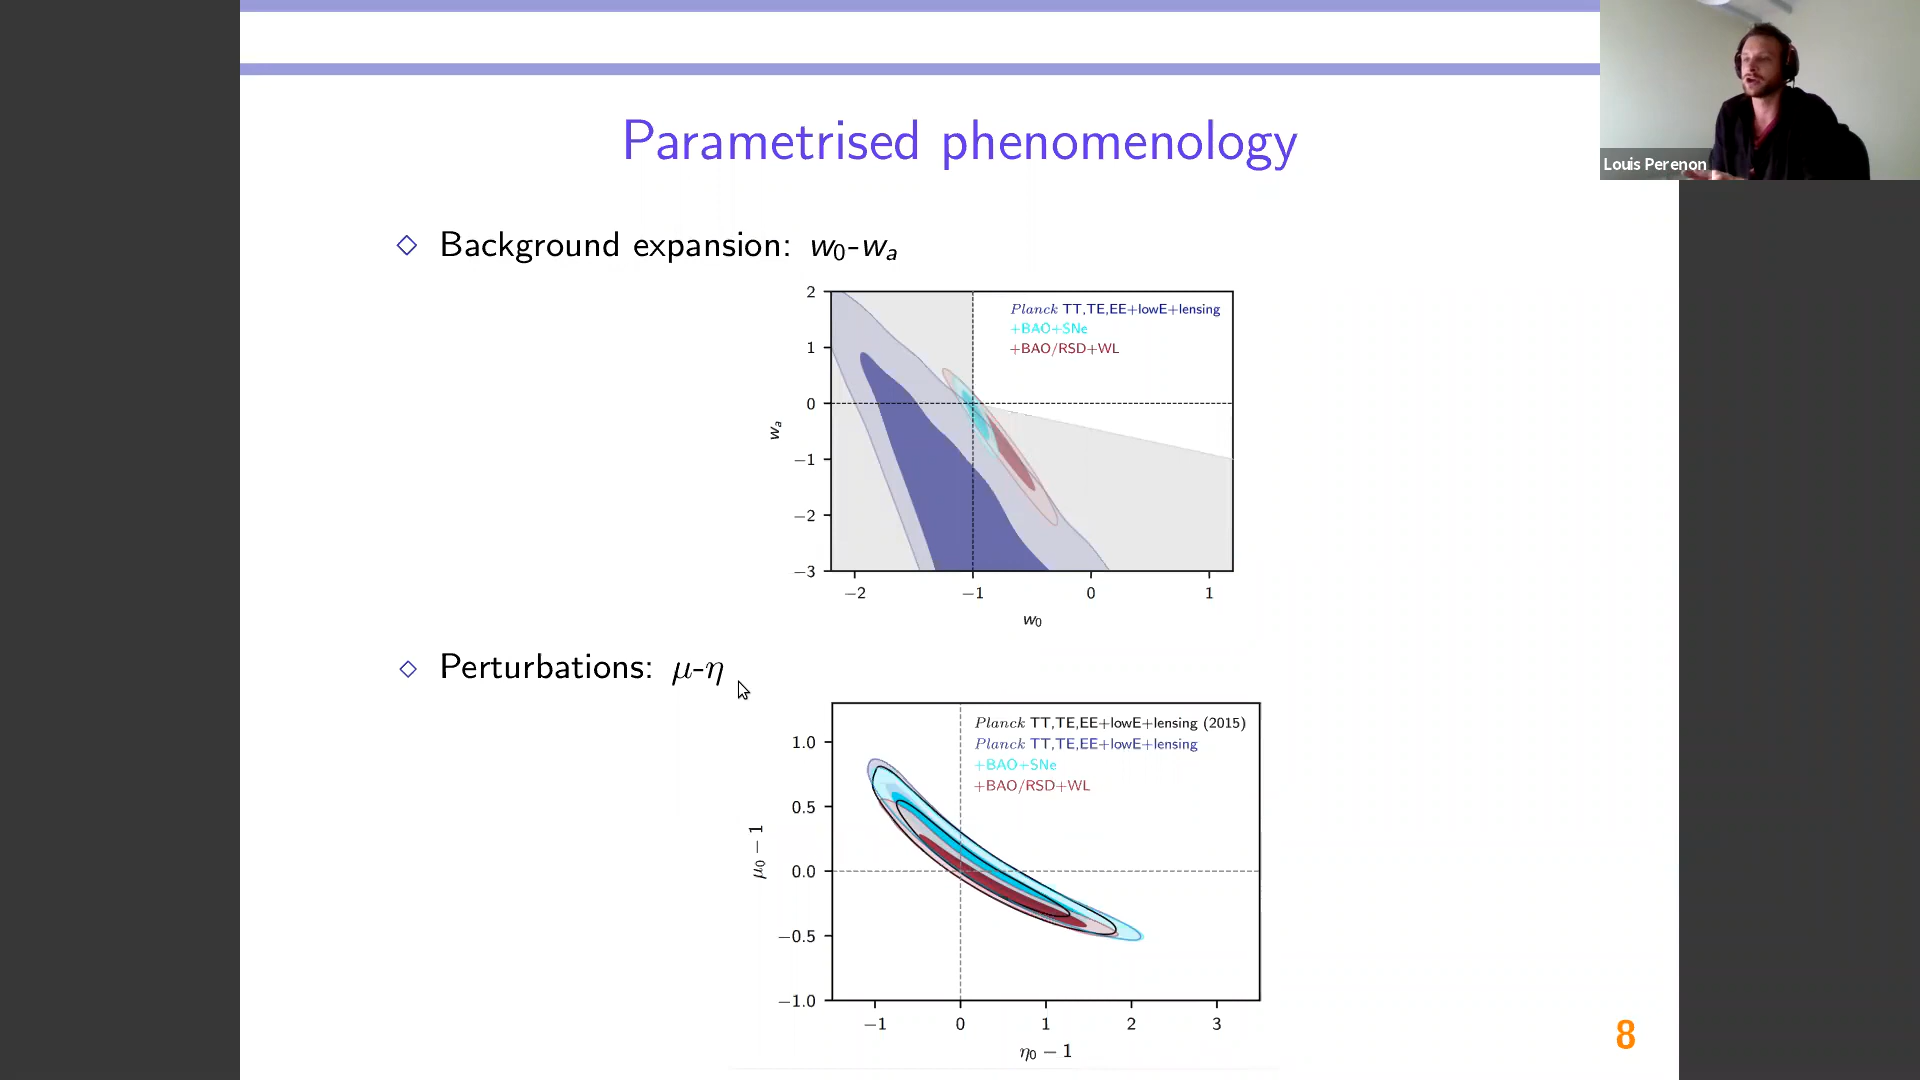 Parametrised phenomenology
Louis Perenon
◇ Background expansion: w₀-wₐ
Planck TT,TE,EE+lowE+lensing
+BAO+SNe
+BAO/RSD+WL
2
1
0
−1
−2
−3
wₐ
−2 −1 0 1
w₀
◇ Perturbations: μ-η
Planck TT,TE,EE+lowE+lensing (2015)
Planck TT,TE,EE+lowE+lensing
+BAO+SNe
+BAO/RSD+WL
1.0
0.5
0.0
−0.5
−1.0
μ₀ − 1
−1 0 1 2 3
η₀ − 1
8